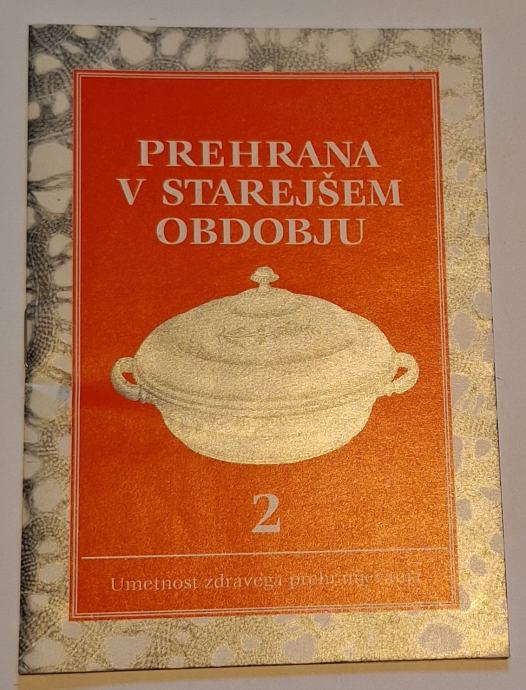 PREHRANA
V STAREJŠEM
OBDOBJU
2
Umetnost zdravega prehranjevanja